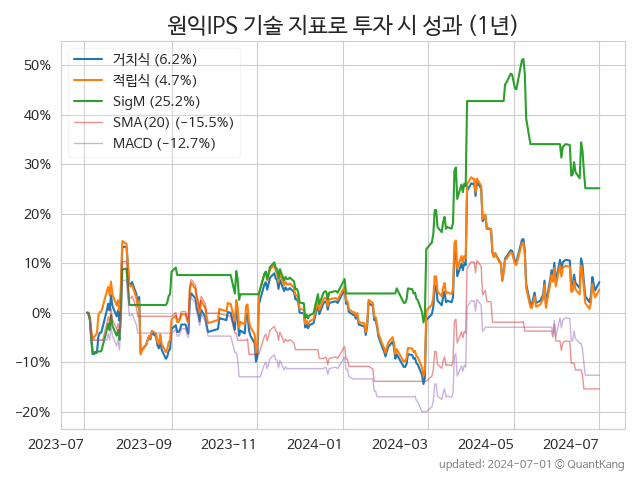 원익IPS 기술 지표로 투자 시 성과 (1년)
거치식 (6.2%)
적립식 (4.7%)
SigM (25.2%)
SMA(20) (−15.5%)
MACD (−12.7%)
50%
40%
30%
20%
10%
0%
−10%
−20%
2023-07
2023-09
2023-11
2024-01
2024-03
2024-05
2024-07
updated: 2024-07-01 © QuantKang